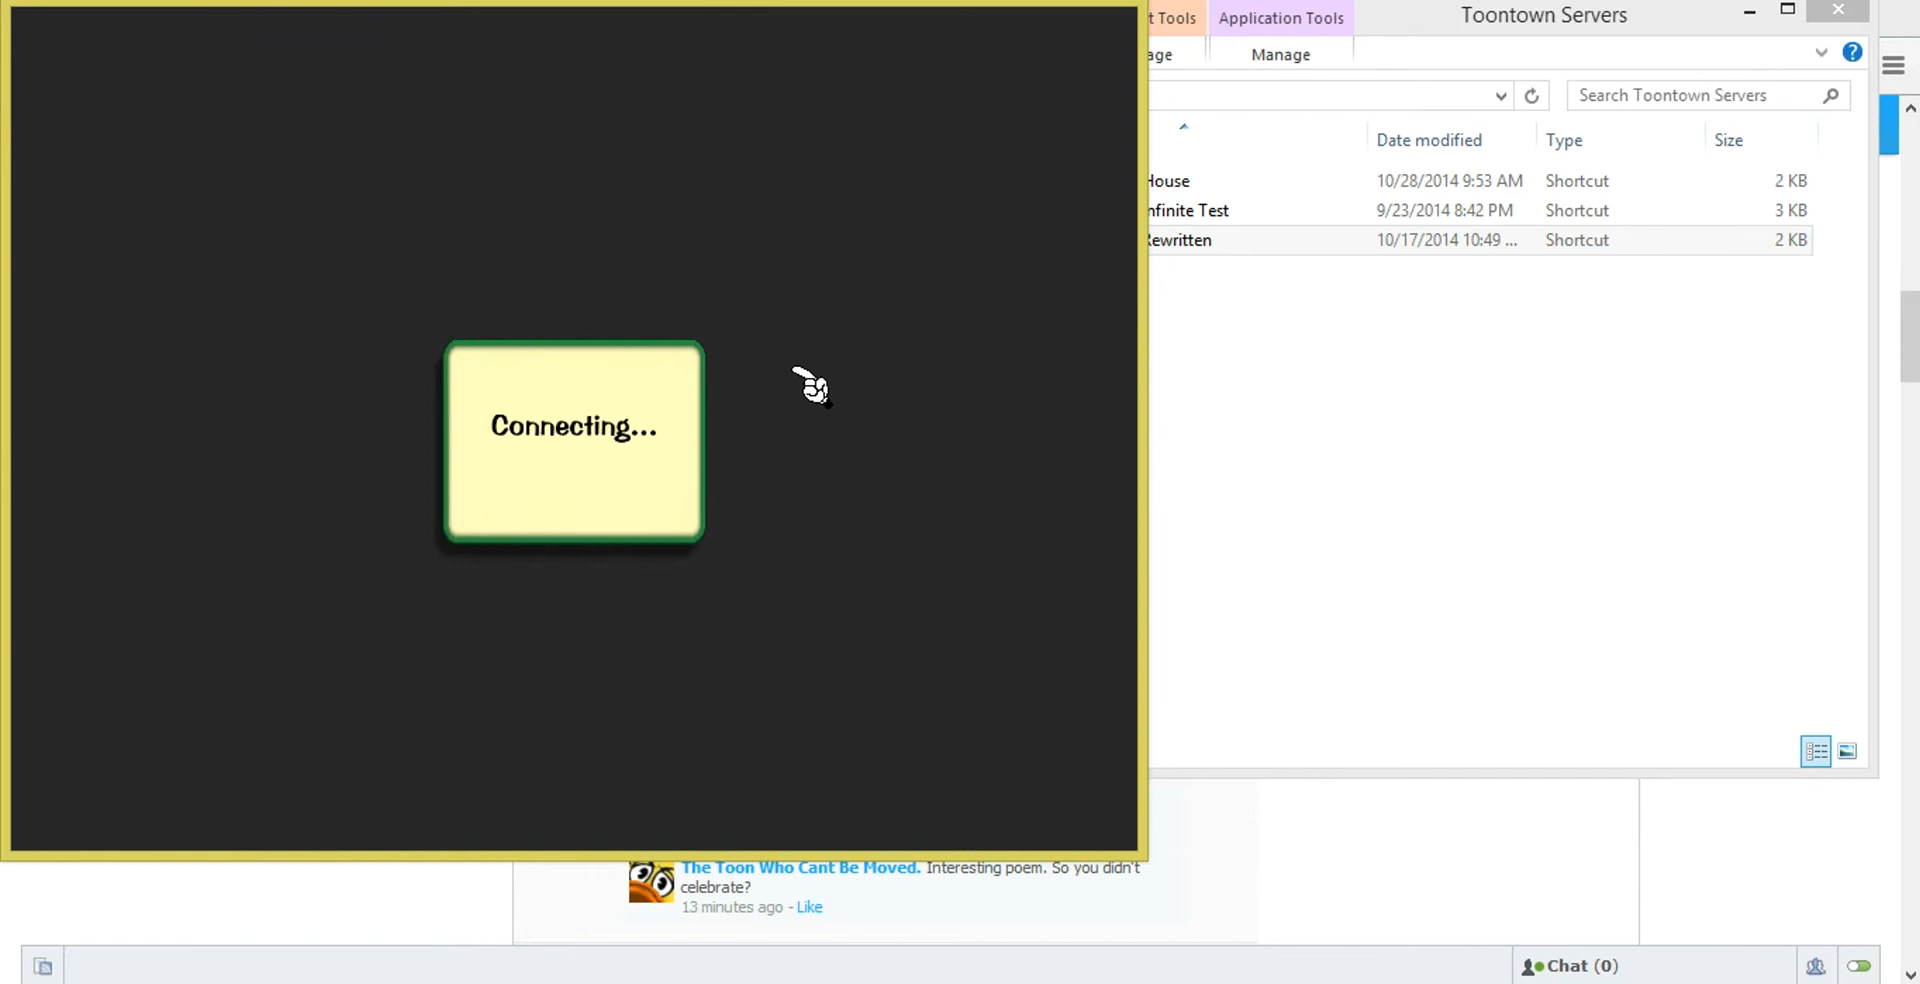 t Tools
Application Tools
Toontown Servers
age
Manage
Search Toontown Servers
Date modified
Type
Size
House
10/28/2014 9:53 AM
Shortcut
2 KB
nfinite Test
9/23/2014 8:42 PM
Shortcut
3 KB
Rewritten
10/17/2014 10:49 ...
Shortcut
2 KB
Connecting...
The Toon Who Cant Be Moved. Interesting poem. So you didn't
celebrate?
13 minutes ago - Like
Chat (0)